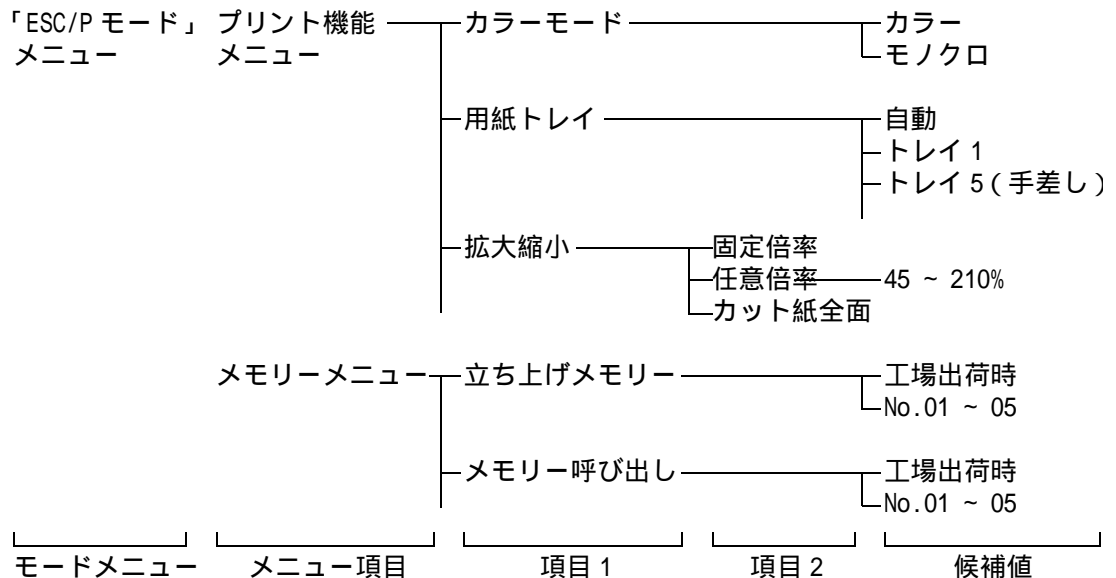 「ESC/P モード」 プリント機能 カラーモード カラー
メニュー メニュー モノクロ
用紙トレイ 自動
トレイ 1
トレイ 5 ( 手差し )
拡大縮小 固定倍率
任意倍率 45 ~ 210%
カット紙全面
メモリーメニュー 立ち上げメモリー 工場出荷時
No.01 ~ 05
メモリー呼び出し 工場出荷時
No.01 ~ 05
モードメニュー メニュー項目 項目 1 項目 2 候補値